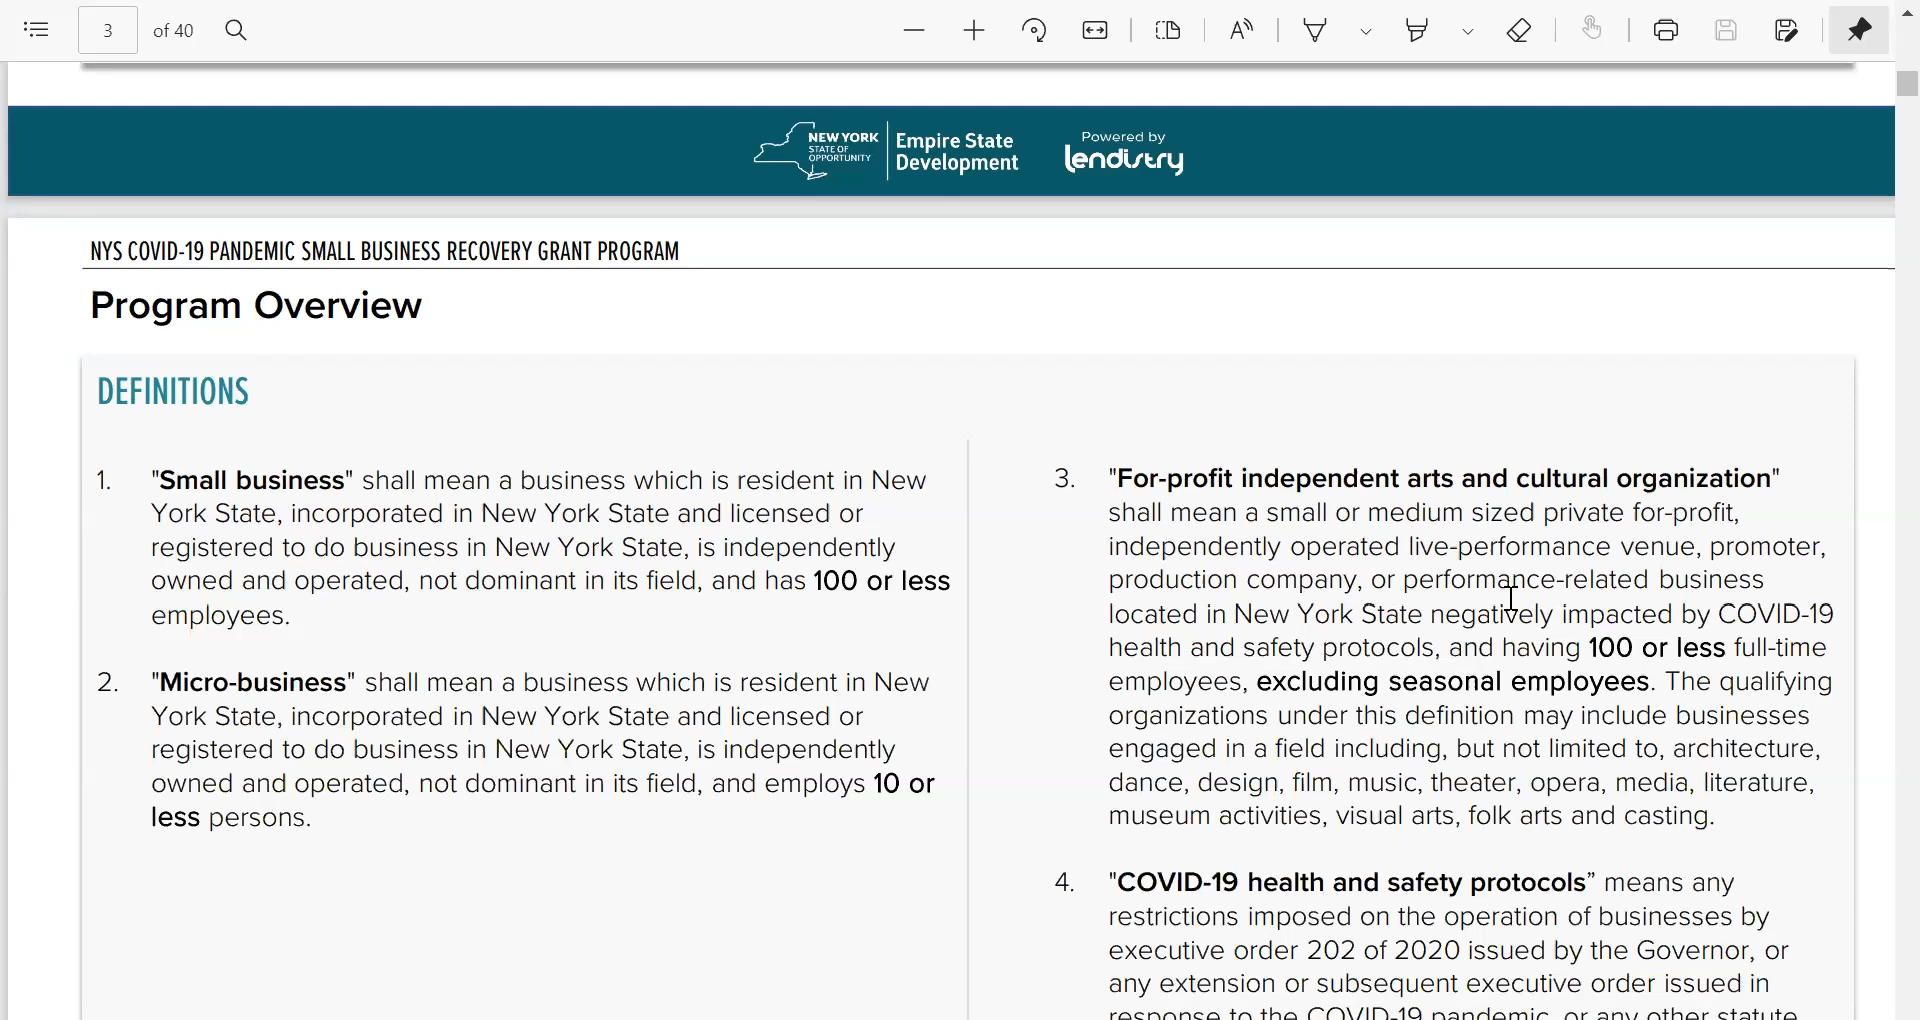 3 of 40
NEW YORK
STATE OF
OPPORTUNITY
Empire State
Development
Powered by
lendistry
NYS COVID-19 PANDEMIC SMALL BUSINESS RECOVERY GRANT PROGRAM
Program Overview
DEFINITIONS
1. "Small business" shall mean a business which is resident in New
York State, incorporated in New York State and licensed or
registered to do business in New York State, is independently
owned and operated, not dominant in its field, and has 100 or less
employees.
2. "Micro-business" shall mean a business which is resident in New
York State, incorporated in New York State and licensed or
registered to do business in New York State, is independently
owned and operated, not dominant in its field, and employs 10 or
less persons.
3. "For-profit independent arts and cultural organization"
shall mean a small or medium sized private for-profit,
independently operated live-performance venue, promoter,
production company, or performance-related business
located in New York State negatively impacted by COVID-19
health and safety protocols, and having 100 or less full-time
employees, excluding seasonal employees. The qualifying
organizations under this definition may include businesses
engaged in a field including, but not limited to, architecture,
dance, design, film, music, theater, opera, media, literature,
museum activities, visual arts, folk arts and casting.
4. "COVID-19 health and safety protocols” means any
restrictions imposed on the operation of businesses by
executive order 202 of 2020 issued by the Governor, or
any extension or subsequent executive order issued in
response to the COVID-19 pandemic, or any other statute